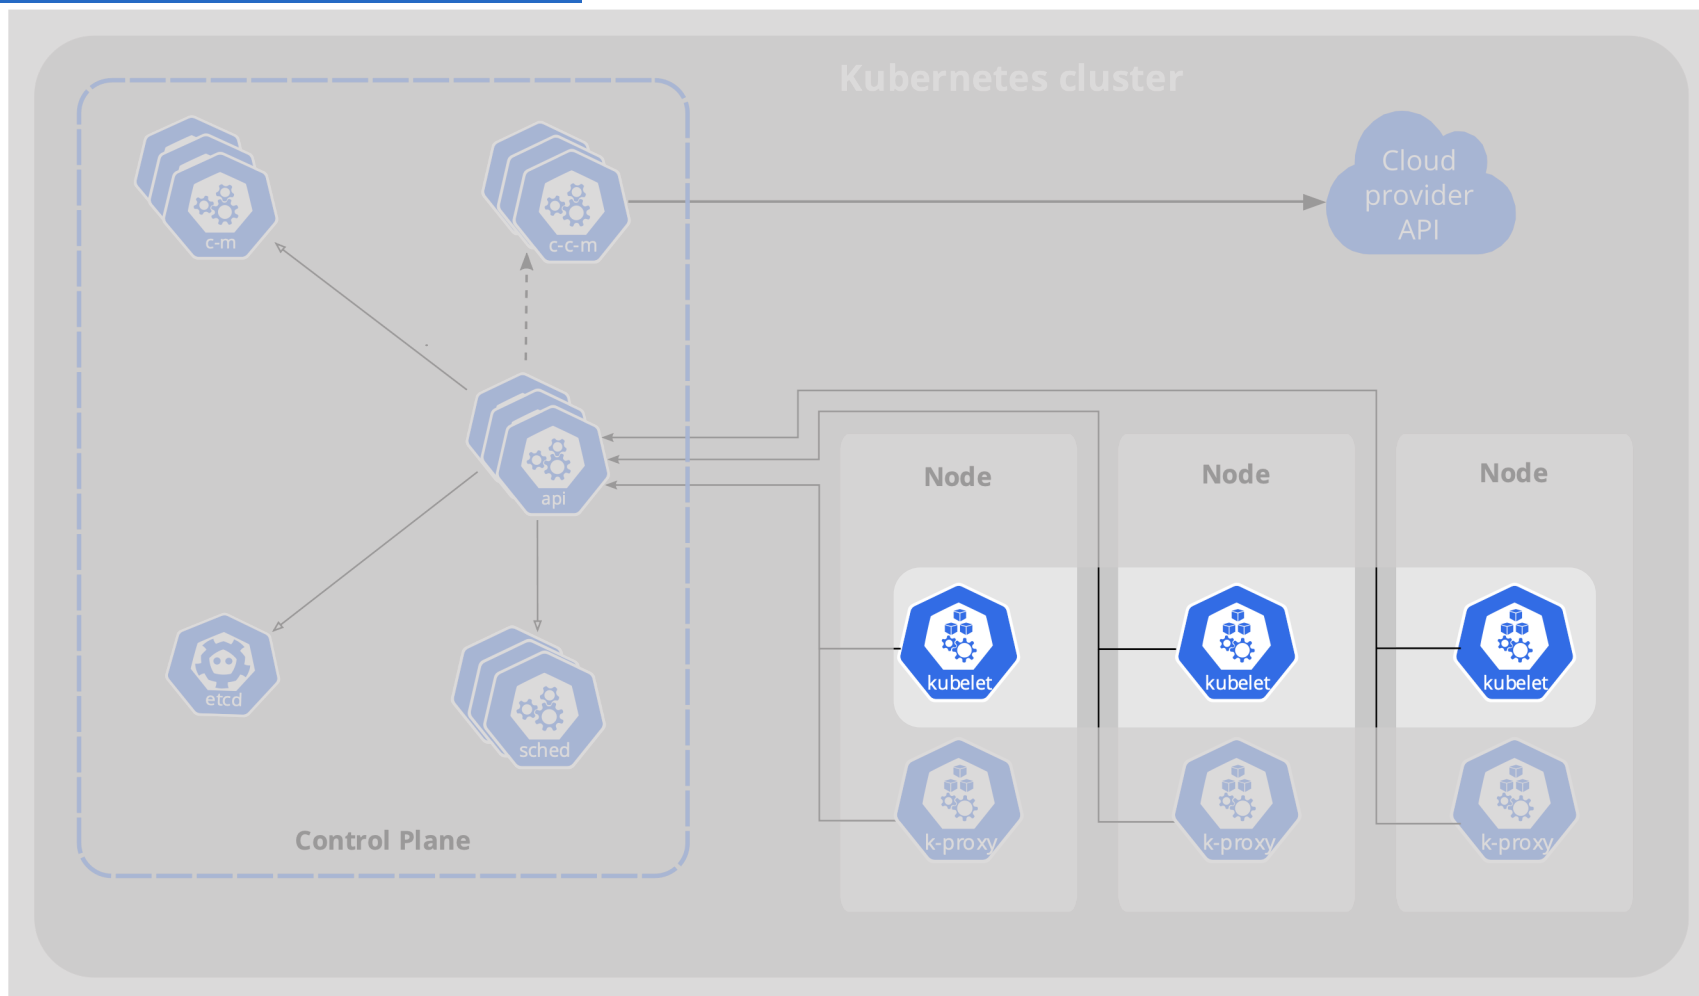 Kubernetes cluster
c-m
c-c-m
Cloud
provider
API
api
Node
Node
Node
etcd
sched
kubelet
kubelet
kubelet
k-proxy
k-proxy
k-proxy
Control Plane